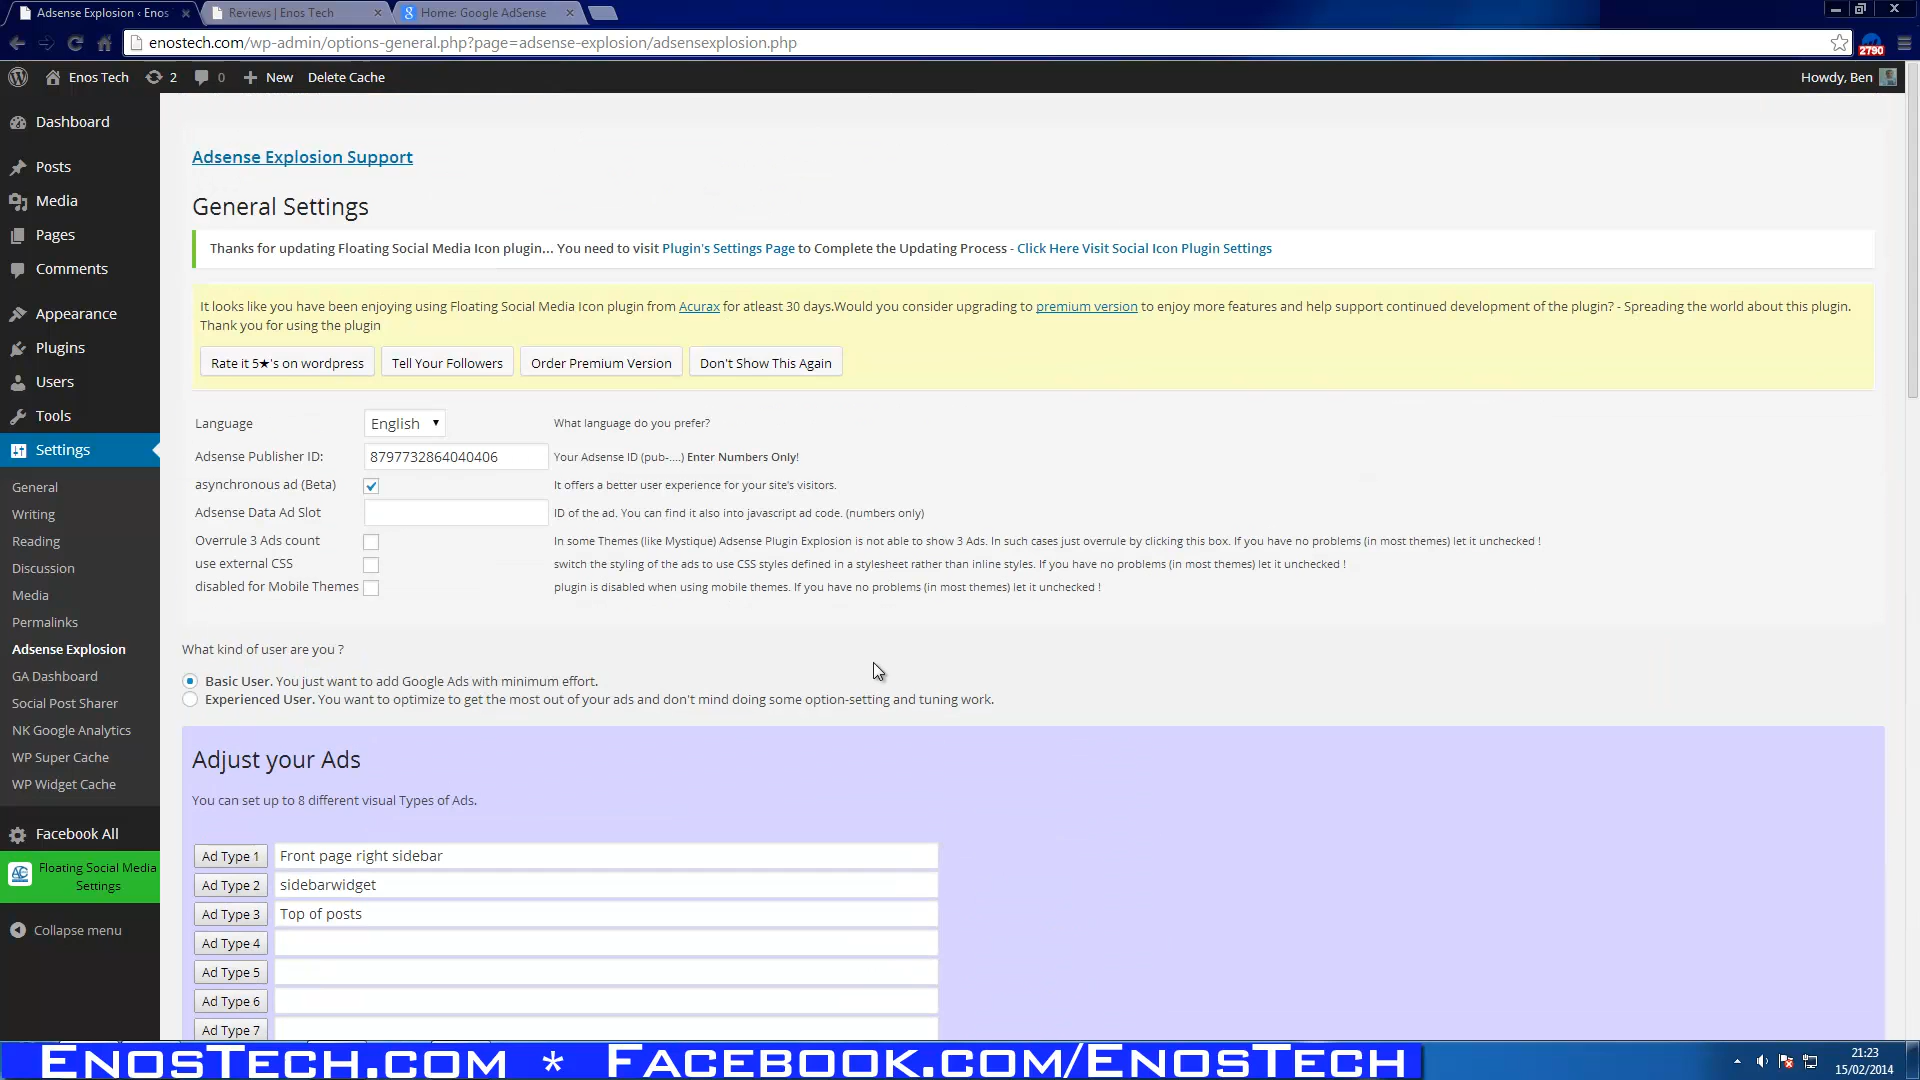 Adsense Explosion ‹ Enos
Reviews | Enos Tech
Home: Google AdSense
enostech.com/wp-admin/options-general.php?page=adsense-explosion/adsensexplosion.php
2790
Enos Tech
2
0
New
Delete Cache
Howdy, Ben
Dashboard
Posts
Media
Pages
Comments
Appearance
Plugins
Users
Tools
Settings
General
Writing
Reading
Discussion
Media
Permalinks
Adsense Explosion
GA Dashboard
Social Post Sharer
NK Google Analytics
WP Super Cache
WP Widget Cache
Facebook All
Floating Social Media
Settings
Collapse menu
Adsense Explosion Support
General Settings
Thanks for updating Floating Social Media Icon plugin... You need to visit Plugin's Settings Page to Complete the Updating Process - Click Here Visit Social Icon Plugin Settings
It looks like you have been enjoying using Floating Social Media Icon plugin from Acurax for atleast 30 days.Would you consider upgrading to premium version to enjoy more features and help support continued development of the plugin? - Spreading the world about this plugin.
Thank you for using the plugin
Rate it 5★'s on wordpress
Tell Your Followers
Order Premium Version
Don't Show This Again
Language
English
What language do you prefer?
Adsense Publisher ID:
8797732864040406
Your Adsense ID (pub-....) Enter Numbers Only!
asynchronous ad (Beta)
It offers a better user experience for your site's visitors.
Adsense Data Ad Slot
ID of the ad. You can find it also into javascript ad code. (numbers only)
Overrule 3 Ads count
In some Themes (like Mystique) Adsense Plugin Explosion is not able to show 3 Ads. In such cases just overrule by clicking this box. If you have no problems (in most themes) let it unchecked !
use external CSS
switch the styling of the ads to use CSS styles defined in a stylesheet rather than inline styles. If you have no problems (in most themes) let it unchecked !
disabled for Mobile Themes
plugin is disabled when using mobile themes. If you have no problems (in most themes) let it unchecked !
What kind of user are you ?
Basic User. You just want to add Google Ads with minimum effort.
Experienced User. You want to optimize to get the most out of your ads and don't mind doing some option-setting and tuning work.
Adjust your Ads
You can set up to 8 different visual Types of Ads.
Ad Type 1
Front page right sidebar
Ad Type 2
sidebarwidget
Ad Type 3
Top of posts
Ad Type 4
Ad Type 5
Ad Type 6
Ad Type 7
EnosTech.com * Facebook.com/EnosTech
21:23
15/02/2014